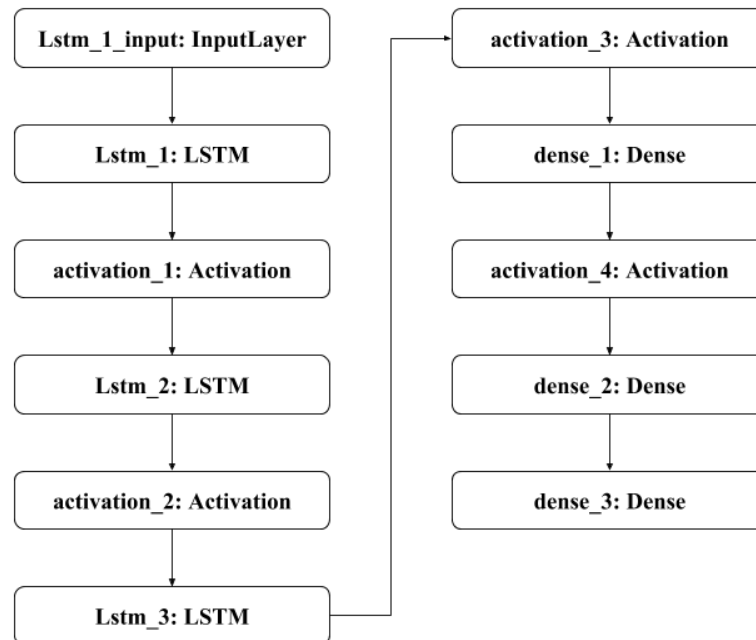 Lstm_1_input: InputLayer
Lstm_1: LSTM
activation_1: Activation
Lstm_2: LSTM
activation_2: Activation
Lstm_3: LSTM
activation_3: Activation
dense_1: Dense
activation_4: Activation
dense_2: Dense
dense_3: Dense